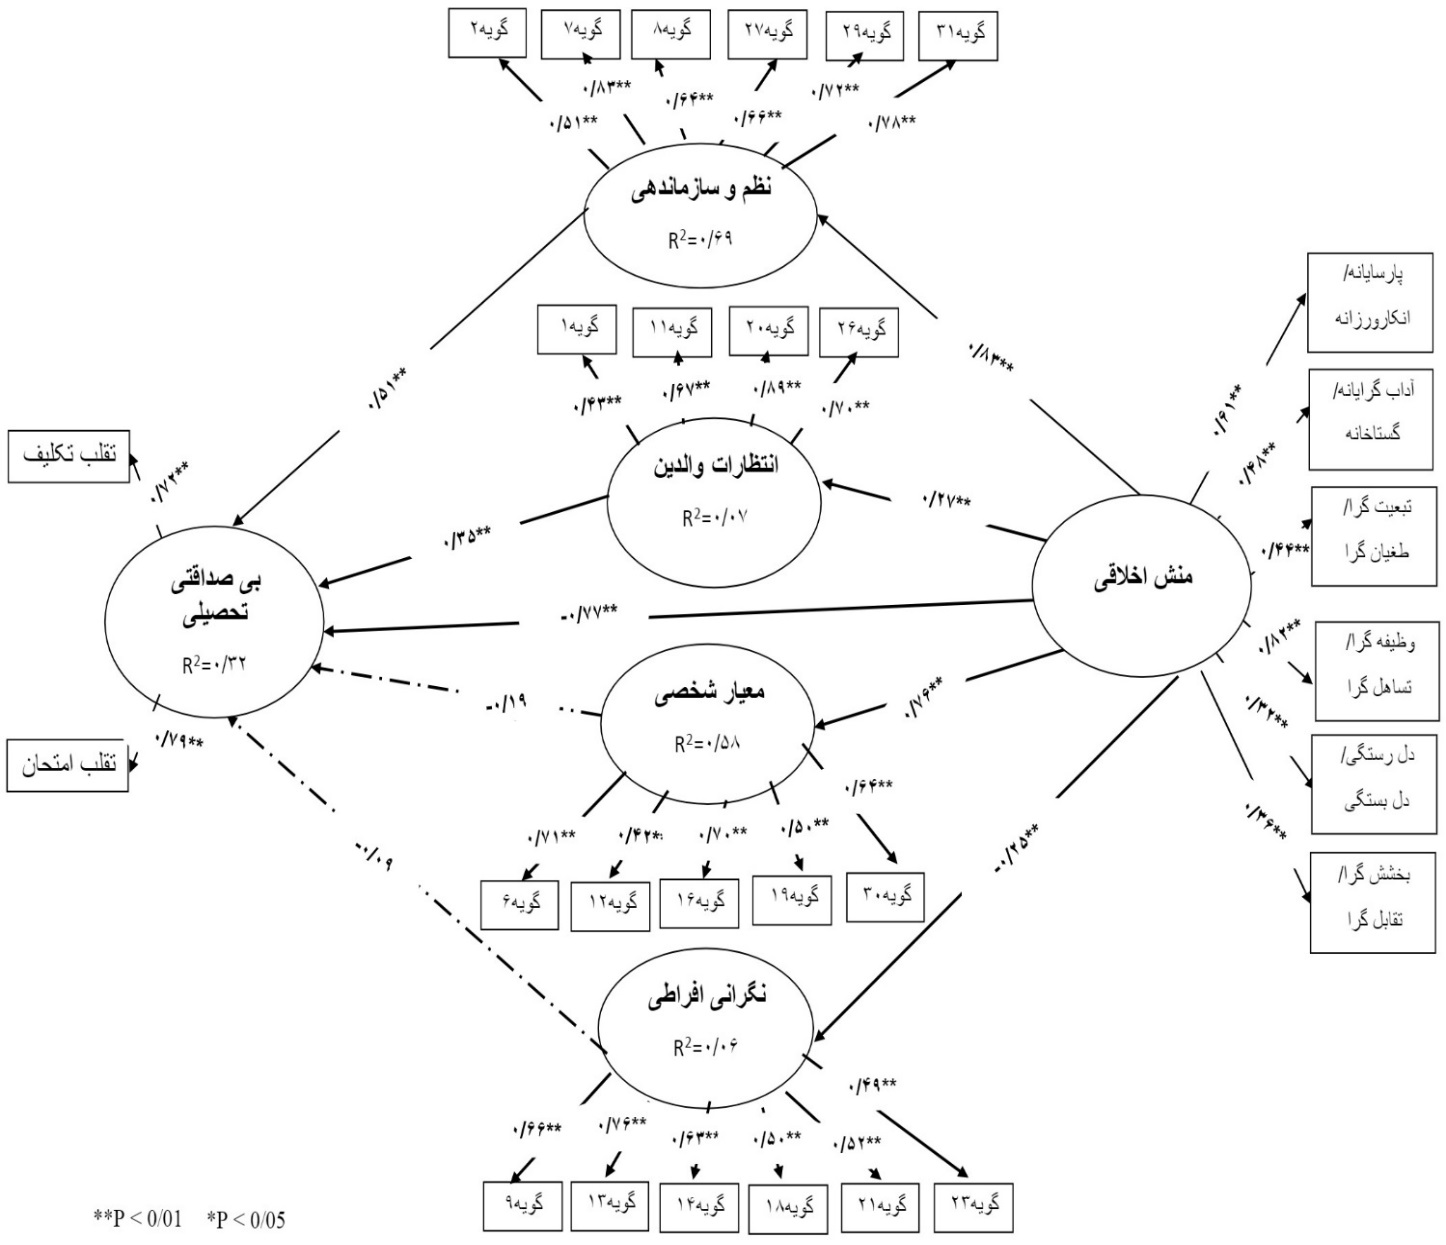 گویه۲
گویه۷
گویه۸
گویه۲۷
گویه۲۹
گویه۳۱
۰/۵۱**
۰/۸۳**
۰/۶۴**
۰/۶۶**
۰/۷۲**
۰/۷۸**
نظم و سازماندهی
R²=۰/۶۹
گویه۱
گویه۱۱
گویه۲۰
گویه۲۶
۰/۴۳**
۰/۶۷**
۰/۸۹**
۰/۷۰**
انتظارات والدین
R²=۰/۰۷
پارسایانه/
انکارورزانه
آداب گرایانه/
گستاخانه
تبعیت گرا/
طغیان گرا
وظیفه گرا/
تساهل گرا
دل رستگی/
دل بستگی
بخشش گرا/
تقابل گرا
۰/۶۱**
۰/۴۸**
۰/۴۴**
۰/۸۲**
۰/۳۲**
۰/۳۶**
منش اخلاقی
۰/۸۳**
۰/۲۷**
-۰/۷۷**
۰/۷۶**
-۰/۲۵**
۰/۵۱**
۰/۳۵**
-۰/۱۹
-۰/۰۹
تقلب تکلیف
۰/۷۲**
بی صداقتی
تحصیلی
R²=۰/۳۲
۰/۷۹**
تقلب امتحان
معیار شخصی
R²=۰/۵۸
۰/۷۱**
۰/۴۲*
۰/۷۰**
۰/۵۰**
۰/۶۴**
گویه۶
گویه۱۲
گویه۱۶
گویه۱۹
گویه۳۰
نگرانی افراطی
R²=۰/۰۶
۰/۶۶**
۰/۷۶**
۰/۶۳**
۰/۵۰**
۰/۵۲**
۰/۴۹**
گویه۹
گویه۱۳
گویه۱۴
گویه۱۸
گویه۲۱
گویه۲۳
**P < 0/01 *P < 0/05